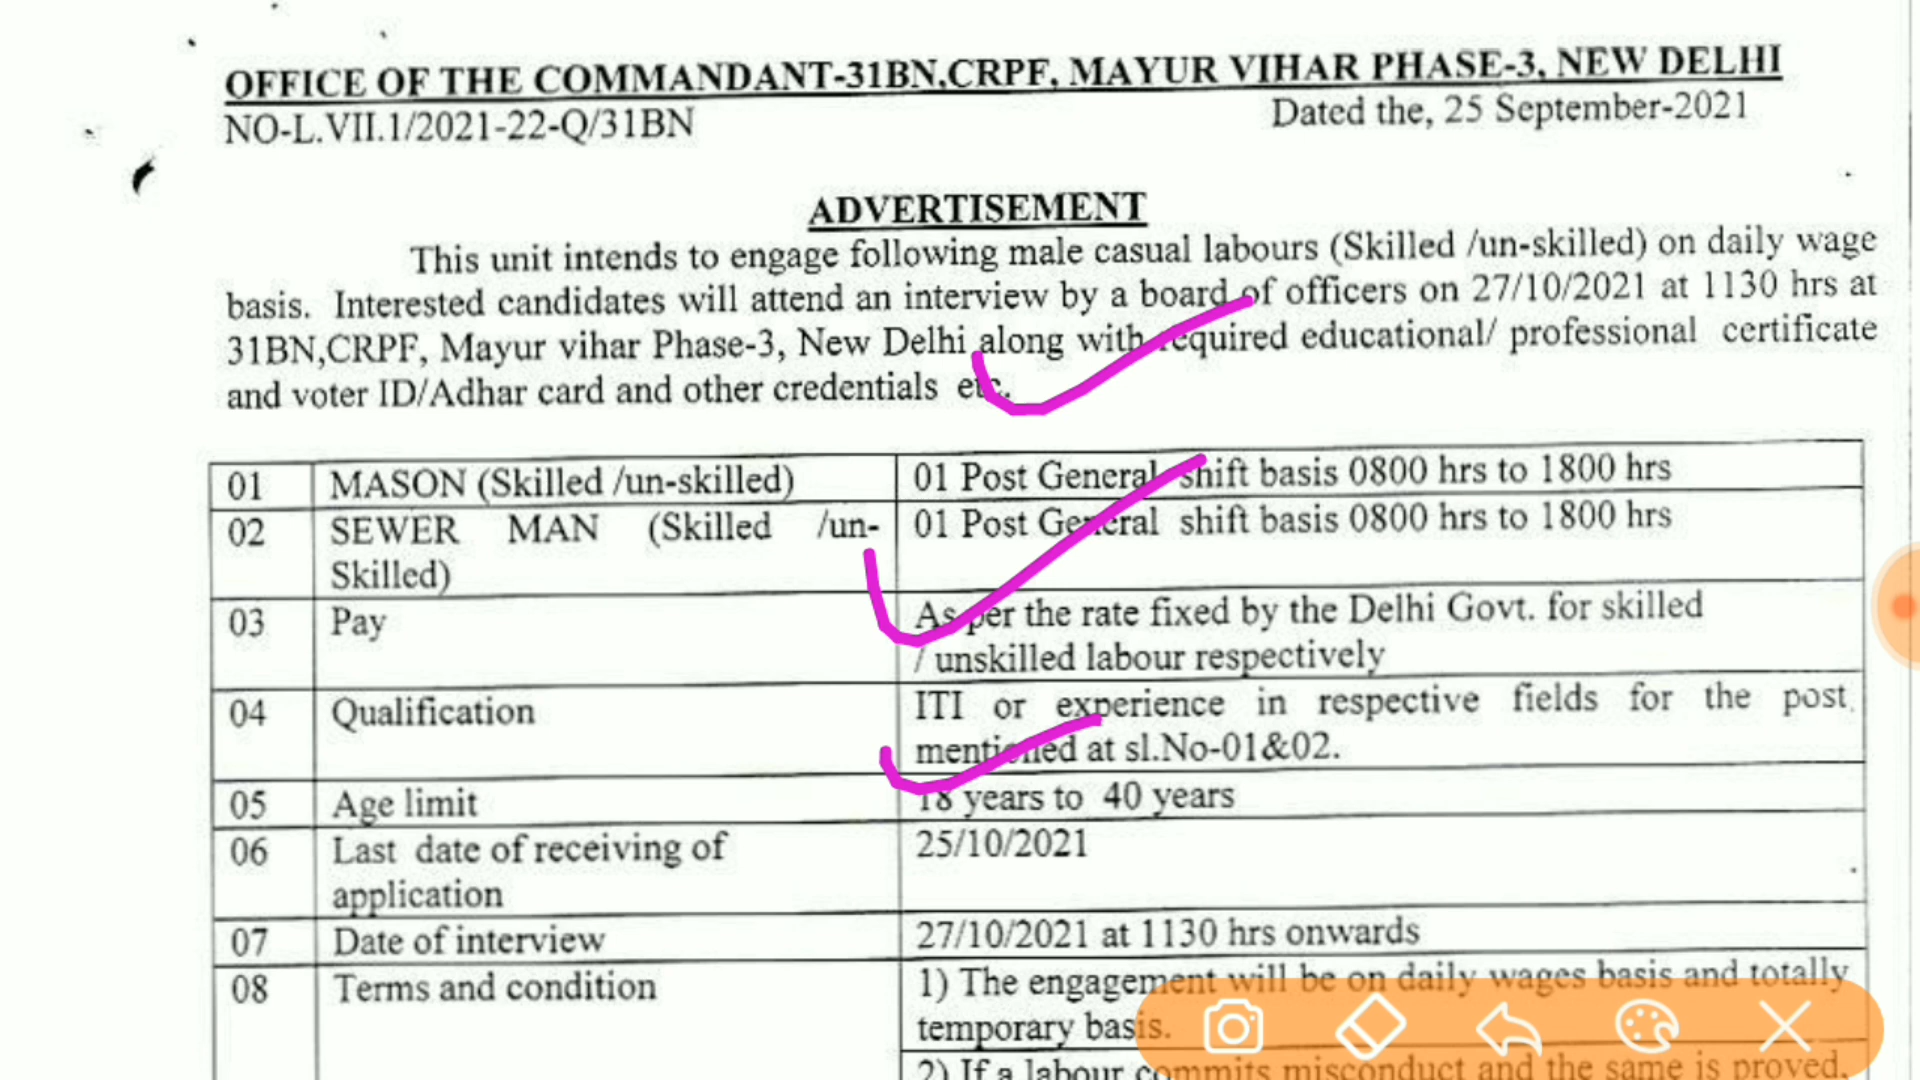 OFFICE OF THE COMMANDANT-31BN,CRPF, MAYUR VIHAR PHASE-3, NEW DELHI
NO-L.VII.1/2021-22-Q/31BN Dated the, 25 September-2021
ADVERTISEMENT
This unit intends to engage following male casual labours (Skilled /un-skilled) on daily wage
basis. Interested candidates will attend an interview by a board of officers on 27/10/2021 at 1130 hrs at
31BN,CRPF, Mayur vihar Phase-3, New Delhi along with required educational/ professional certificate
and voter ID/Adhar card and other credentials etc.
01 MASON (Skilled /un-skilled) 01 Post General shift basis 0800 hrs to 1800 hrs
02 SEWER MAN (Skilled /un- 01 Post General shift basis 0800 hrs to 1800 hrs
Skilled)
03 Pay As per the rate fixed by the Delhi Govt. for skilled
/ unskilled labour respectively
04 Qualification ITI or experience in respective fields for the post
mentioned at sl.No-01&02.
05 Age limit 18 years to 40 years
06 Last date of receiving of 25/10/2021
application
07 Date of interview 27/10/2021 at 1130 hrs onwards
08 Terms and condition 1) The engagement will be on daily wages basis and totally
temporary basis.
2) If a labour commits misconduct and the same is proved,